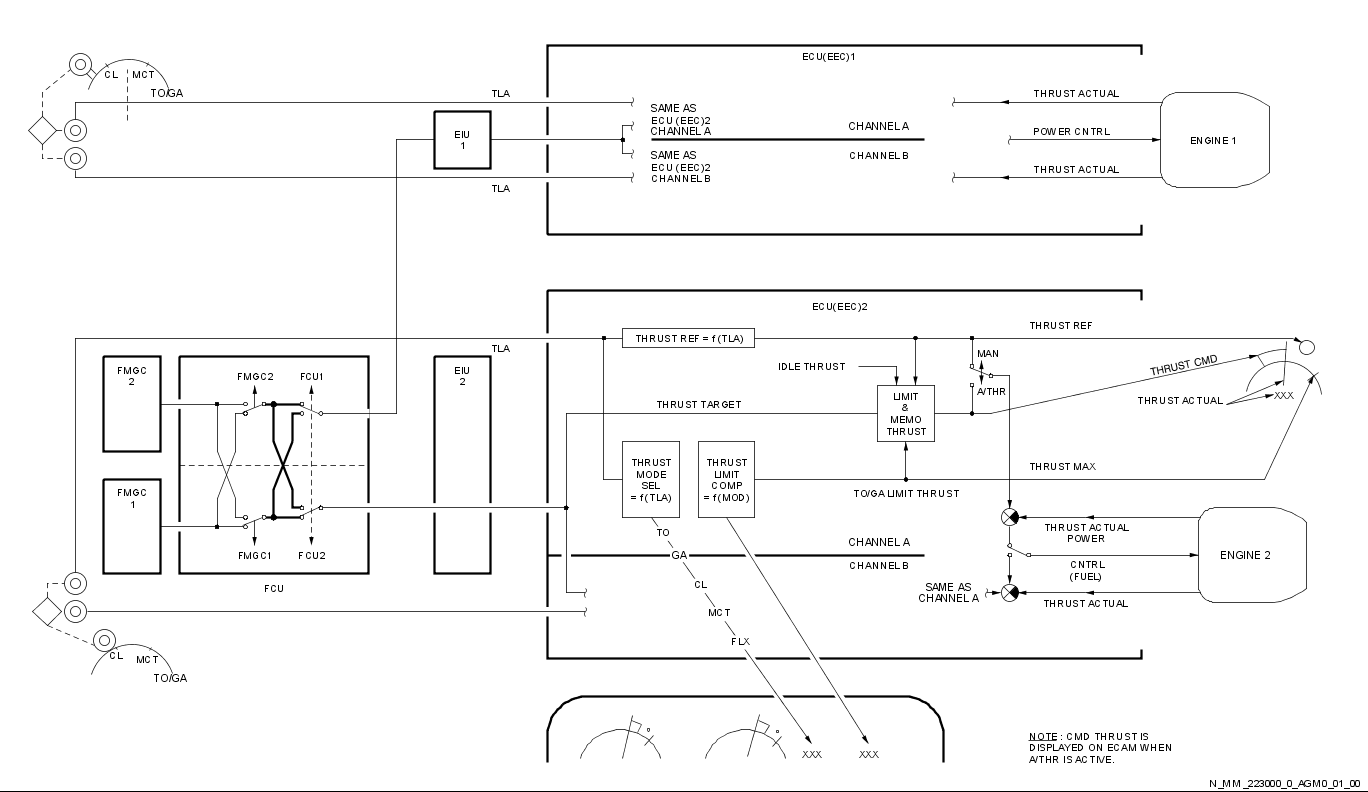 ECU(EEC)1
CL MCT
TO/GA
TLA
THRUST ACTUAL
SAME AS
ECU (EEC)2
CHANNEL A
EIU
1
CHANNEL A
POWER CNTRL
ENGINE 1
SAME AS
ECU (EEC)2
CHANNEL B
CHANNEL B
THRUST ACTUAL
TLA
ECU(EEC)2
THRUST REF
THRUST REF = f(TLA)
TLA
MAN
A/THR
IDLE THRUST
THRUST CMD
THRUST ACTUAL
XXX
FMGC
2
FMGC2
FCU1
EIU
2
THRUST TARGET
LIMIT
&
MEMO
THRUST
THRUST
MODE
SEL
= f(TLA)
THRUST
LIMIT
COMP
= f(MOD)
THRUST MAX
TO/GA LIMIT THRUST
FMGC
1
FMGC1
FCU2
FCU
TO
GA
CL
MCT
FLX
CHANNEL A
CHANNEL B
THRUST ACTUAL
POWER
CNTRL
(FUEL)
ENGINE 2
SAME AS
CHANNEL A
THRUST ACTUAL
CL MCT
TO/GA
XXX
XXX
NOTE : CMD THRUST IS
DISPLAYED ON ECAM WHEN
A/THR IS ACTIVE.
N_MM_223000_0_AGM0_01_00